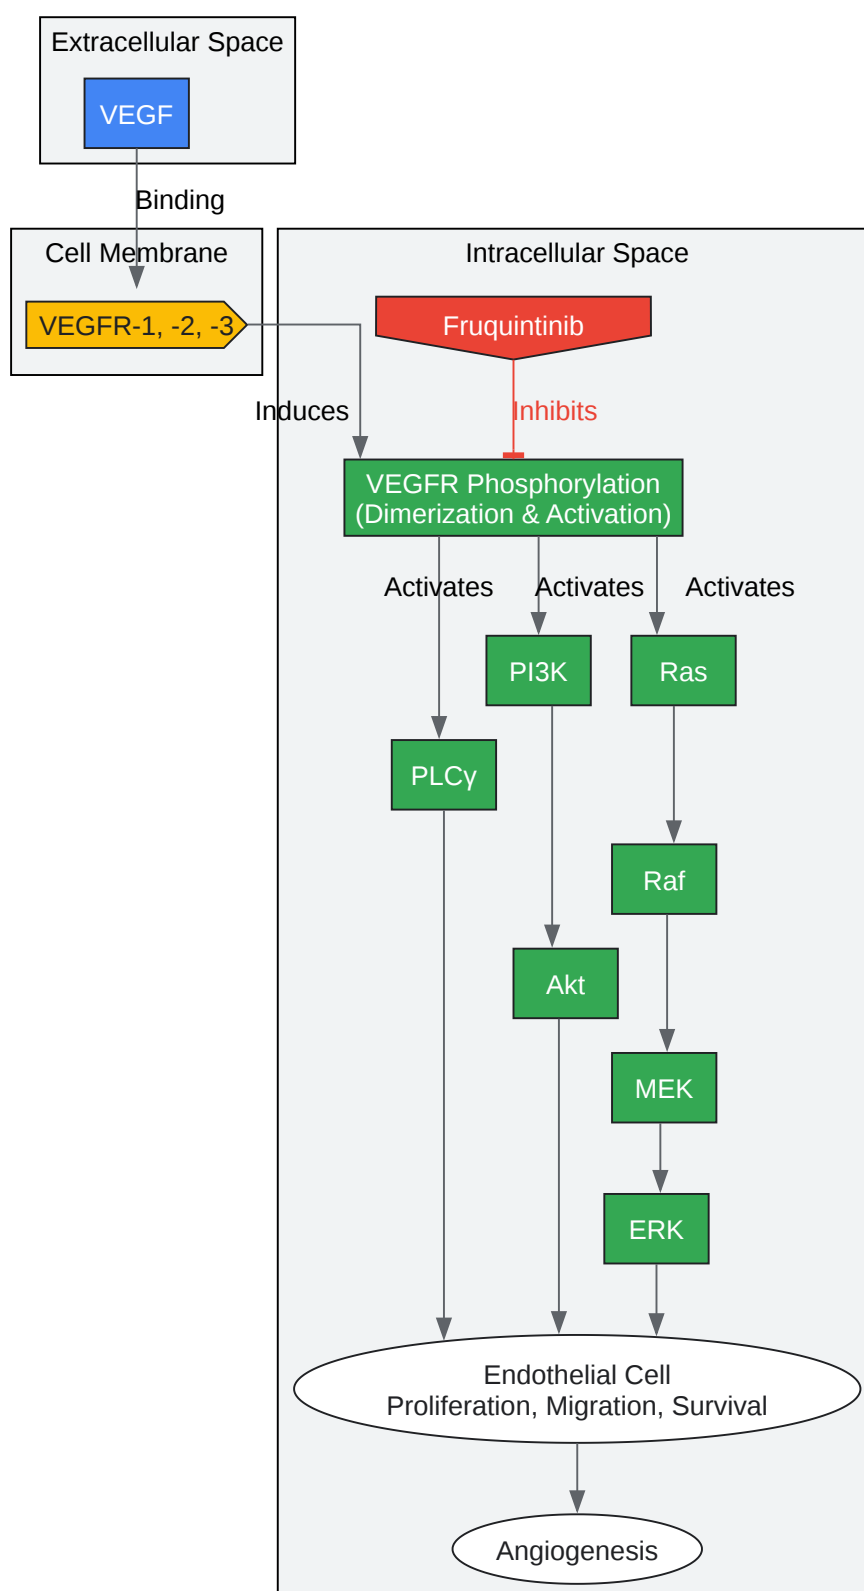 Extracellular Space
VEGF
Binding
Cell Membrane
Intracellular Space
VEGFR-1, -2, -3
Fruquintinib
Induces
Inhibits
VEGFR Phosphorylation
(Dimerization & Activation)
Activates
Activates
Activates
PI3K
Ras
PLCγ
Raf
Akt
MEK
ERK
Endothelial Cell
Proliferation, Migration, Survival
Angiogenesis